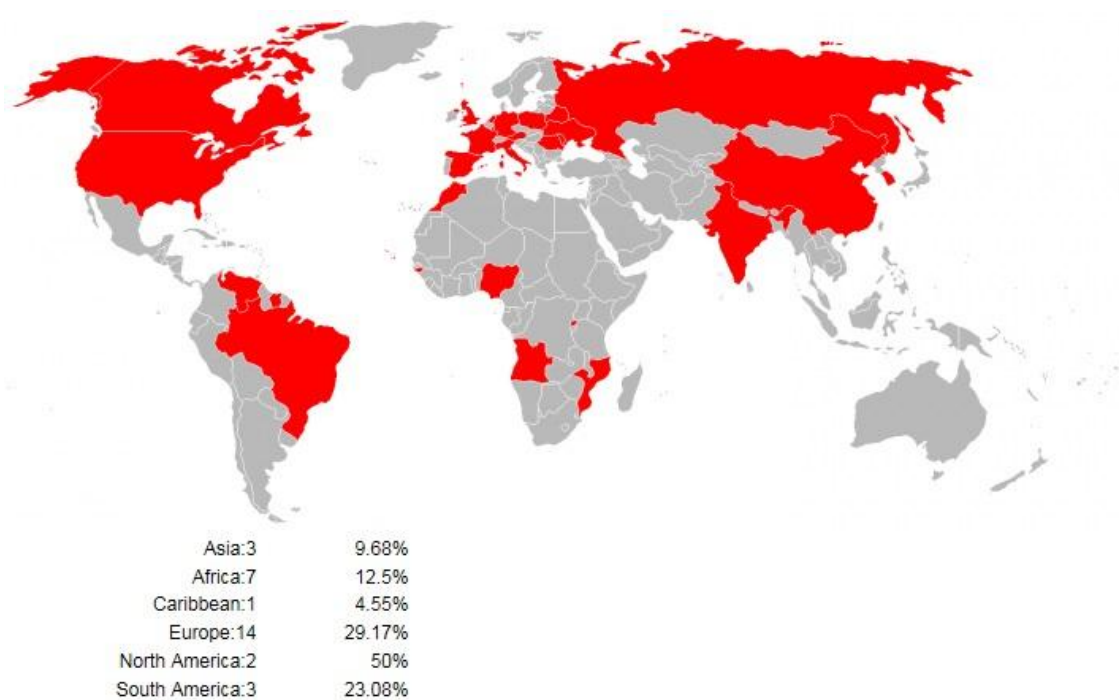 Asia:3 9.68%
Africa:7 12.5%
Caribbean:1 4.55%
Europe:14 29.17%
North America:2 50%
South America:3 23.08%